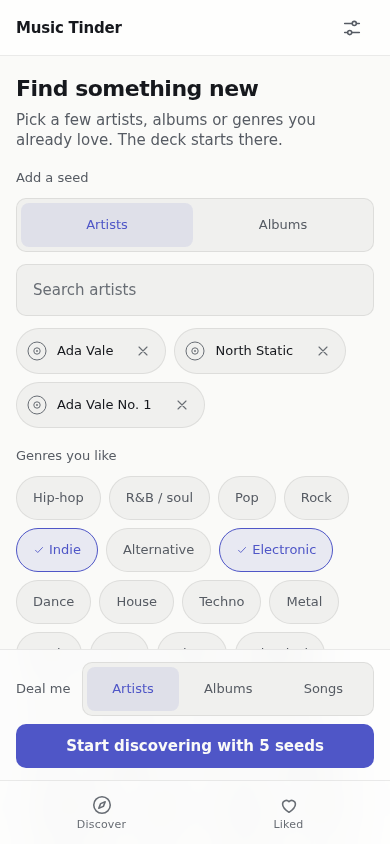 Music Tinder
Find something new
Pick a few artists, albums or genres you
already love. The deck starts there.
Add a seed
Artists
Albums
Search artists
Ada Vale
North Static
Ada Vale No. 1
Genres you like
Hip-hop
R&B / soul
Pop
Rock
Indie
Alternative
Electronic
Dance
House
Techno
Metal
Deal me
Artists
Albums
Songs
Start discovering with 5 seeds
Discover
Liked